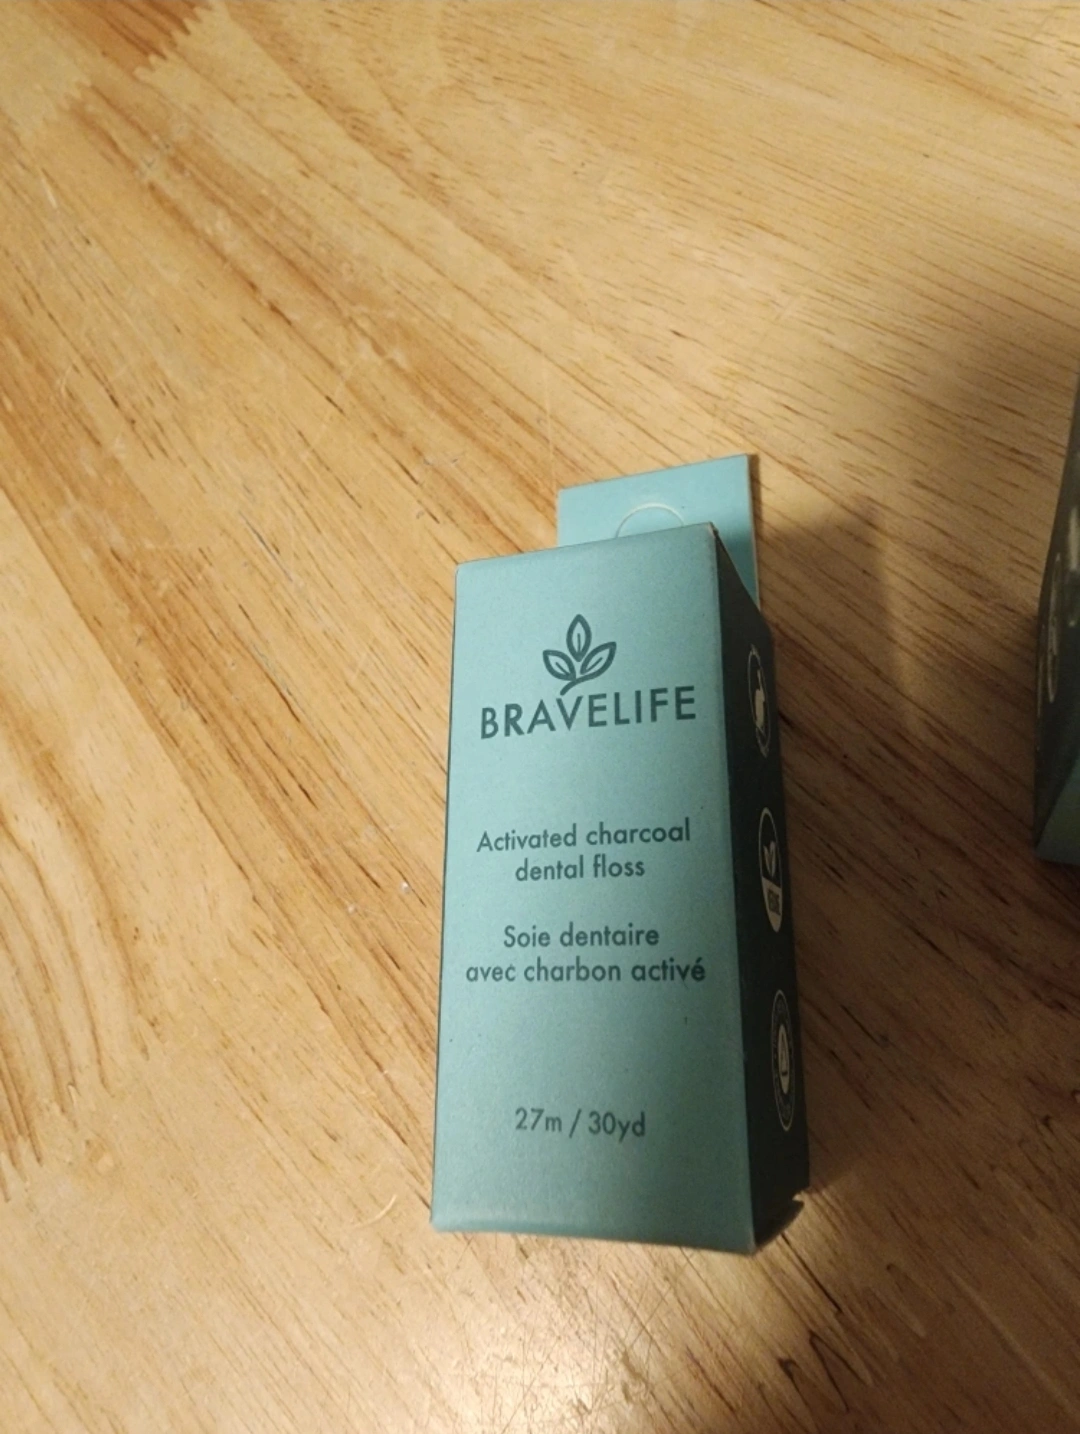 BRAVELIFE
Activated charcoal
dental floss
Soie dentaire
avec charbon activé
27m / 30yd